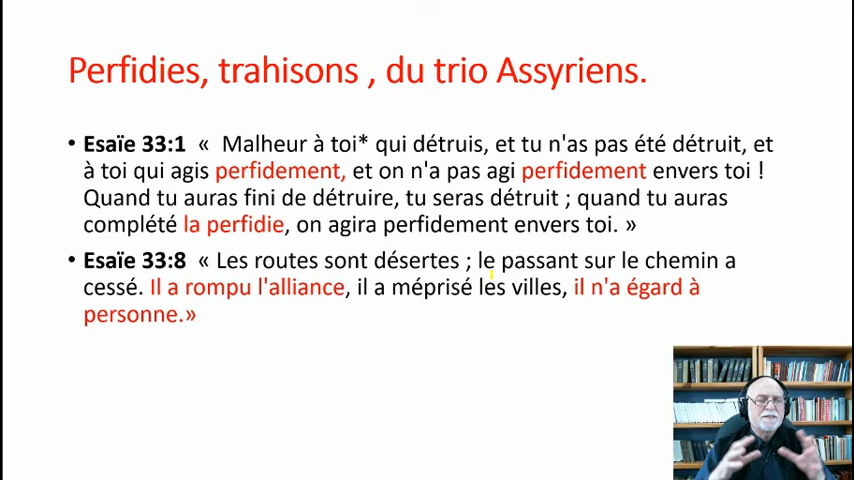 Perfidies, trahisons , du trio Assyriens.
• Esaïe 33:1 «  Malheur à toi* qui détruis, et tu n'as pas été détruit, et
à toi qui agis perfidement, et on n'a pas agi perfidement envers toi !
Quand tu auras fini de détruire, tu seras détruit ; quand tu auras
complété la perfidie, on agira perfidement envers toi. »
• Esaïe 33:8  « Les routes sont désertes ; le passant sur le chemin a
cessé. Il a rompu l'alliance, il a méprisé les villes, il n'a égard à
personne.»